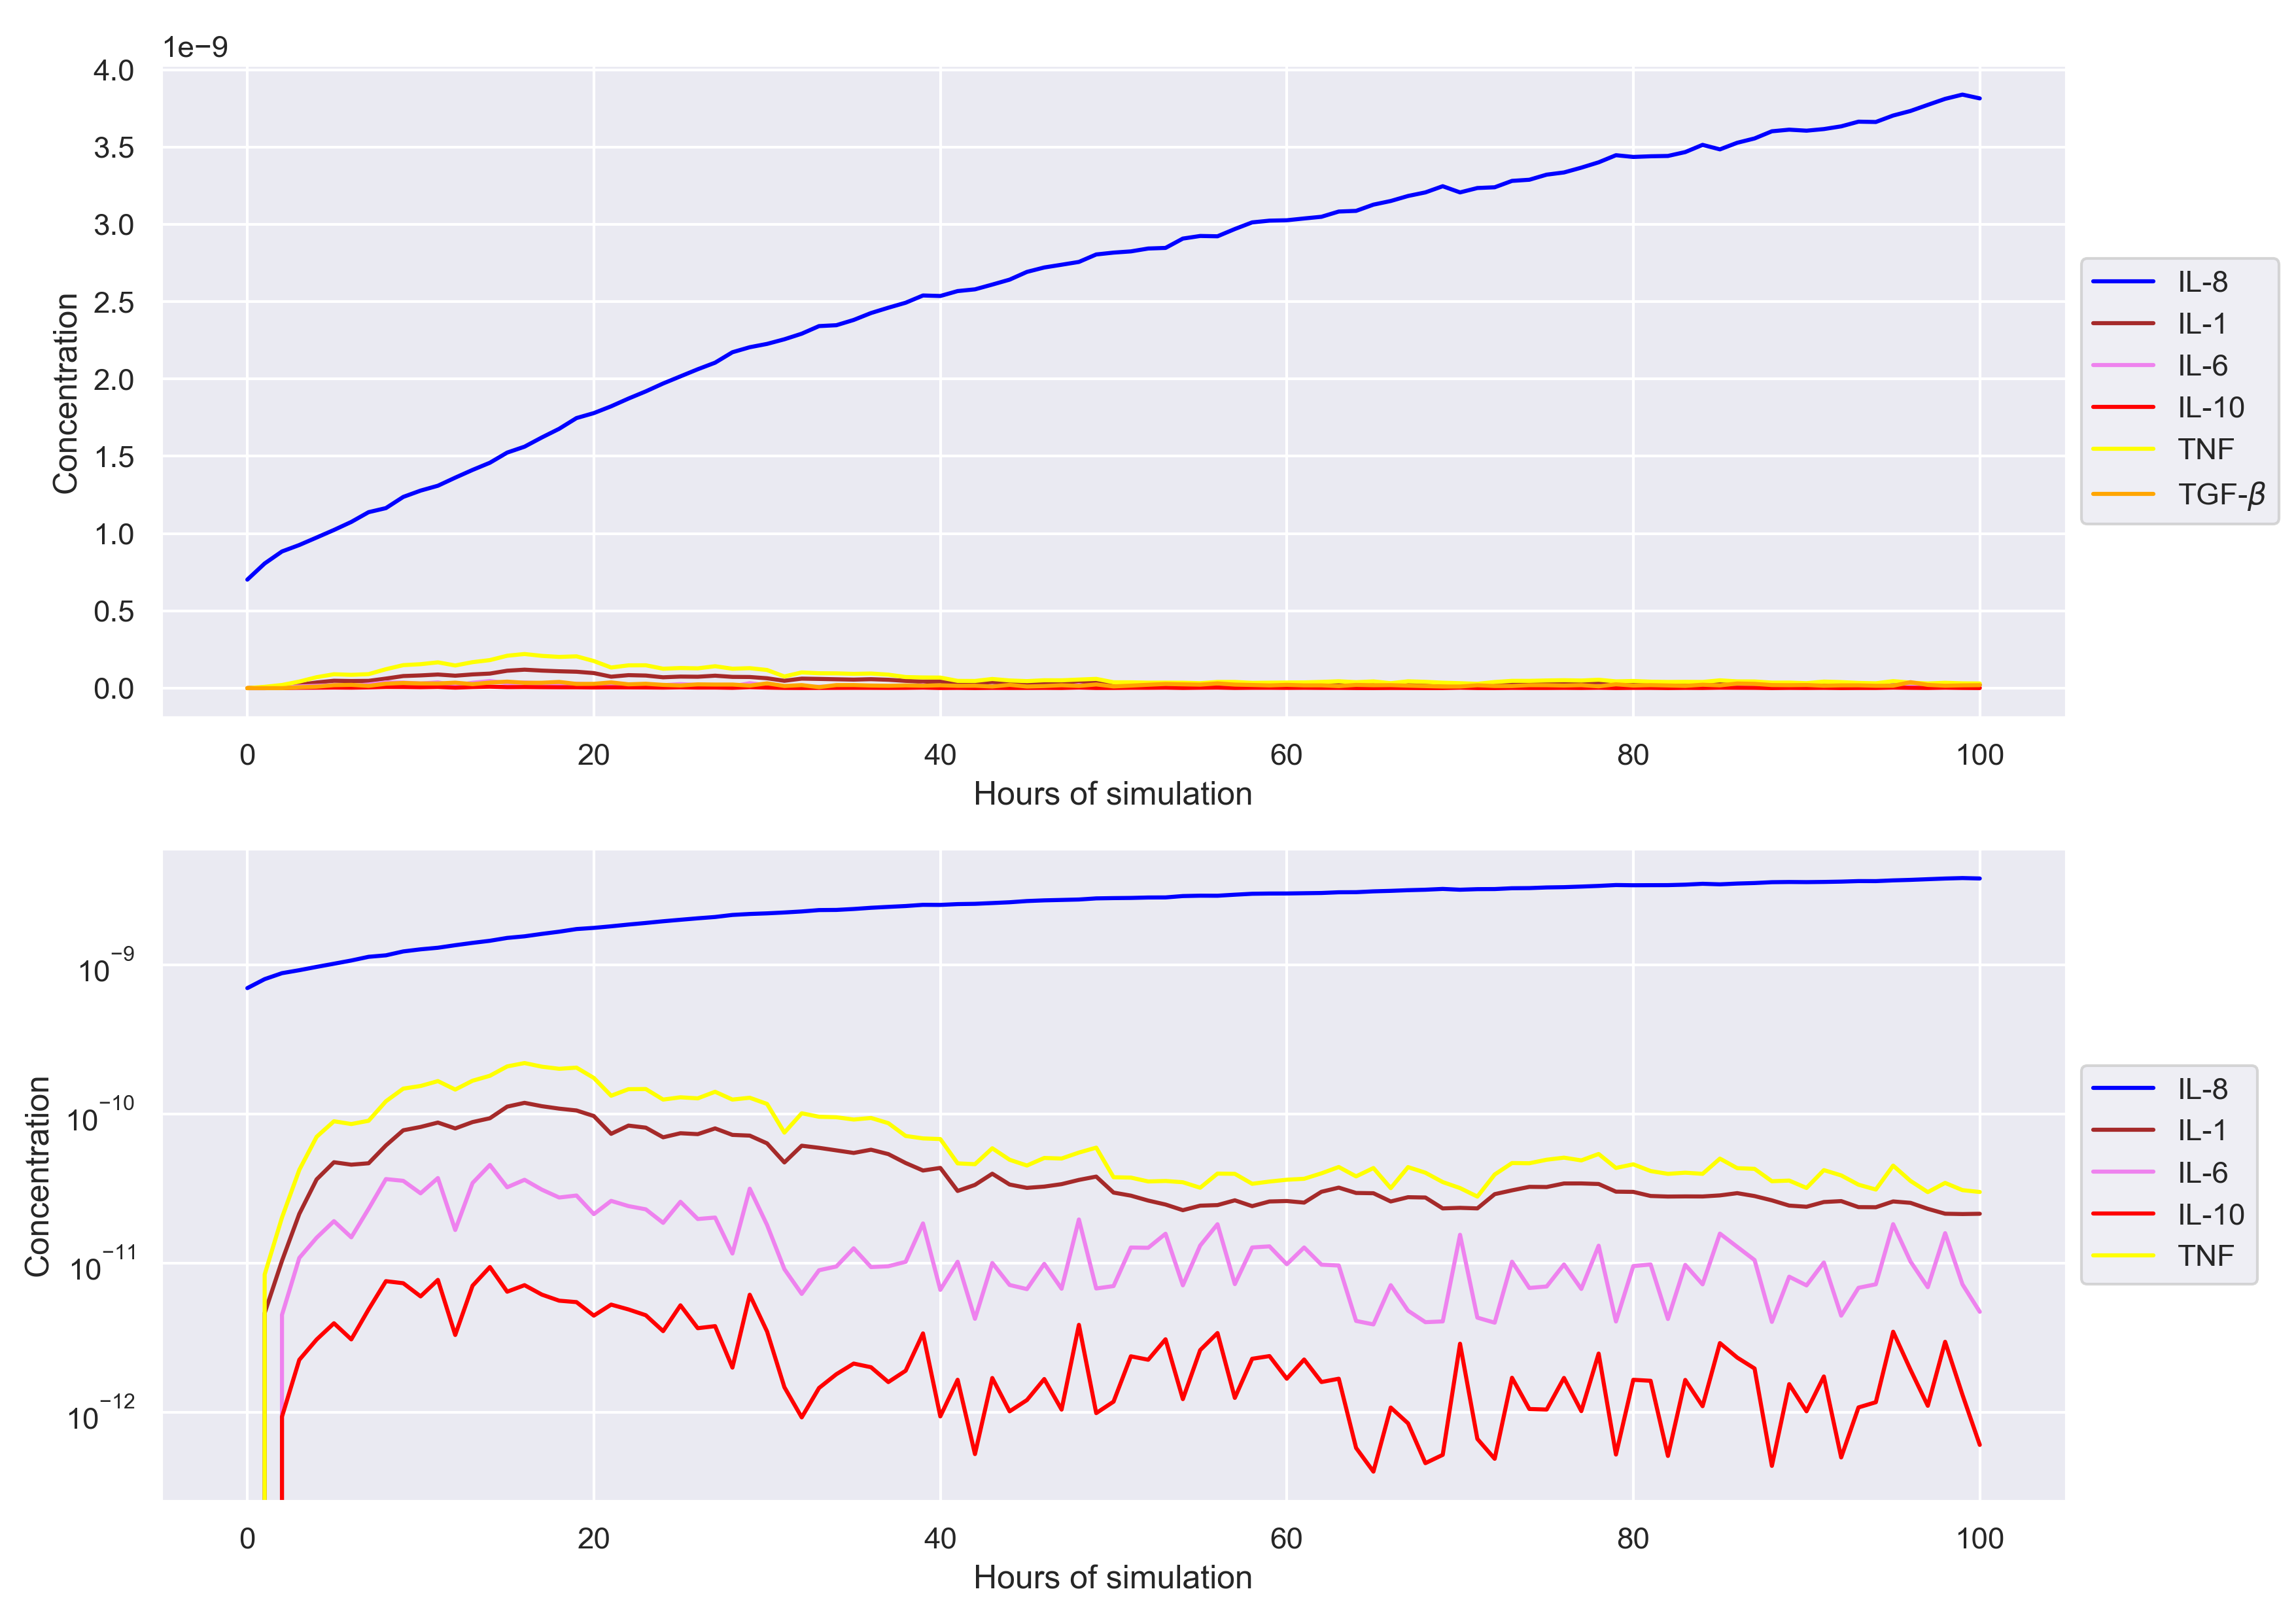 1e−9
4.0
3.5
3.0
2.5
2.0
1.5
1.0
0.5
0.0
Concentration
0 20 40 60 80 100
Hours of simulation
IL-8
IL-1
IL-6
IL-10
TNF
TGF-β
10⁻⁹
10⁻¹⁰
10⁻¹¹
10⁻¹²
Concentration
0 20 40 60 80 100
Hours of simulation
IL-8
IL-1
IL-6
IL-10
TNF